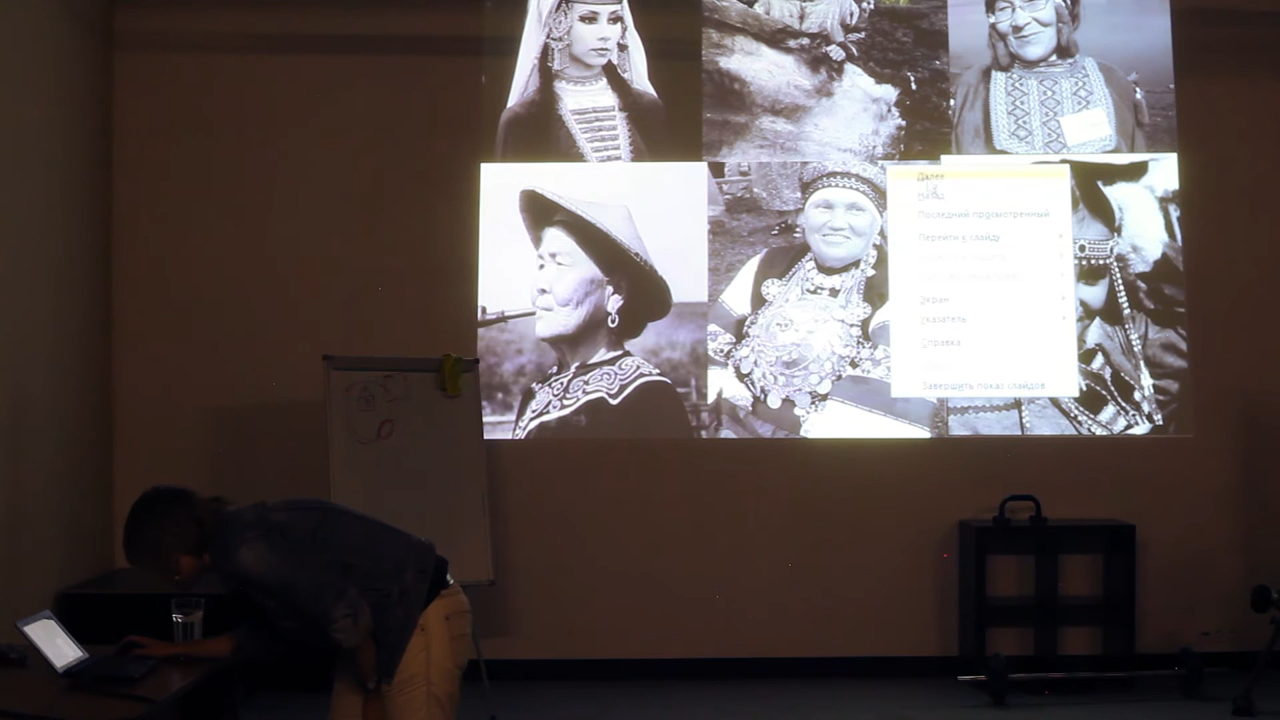 Далее
Назад
Последний просмотренный
Перейти к слайду
Экран
Указатель
Справка
Завершить показ слайдов